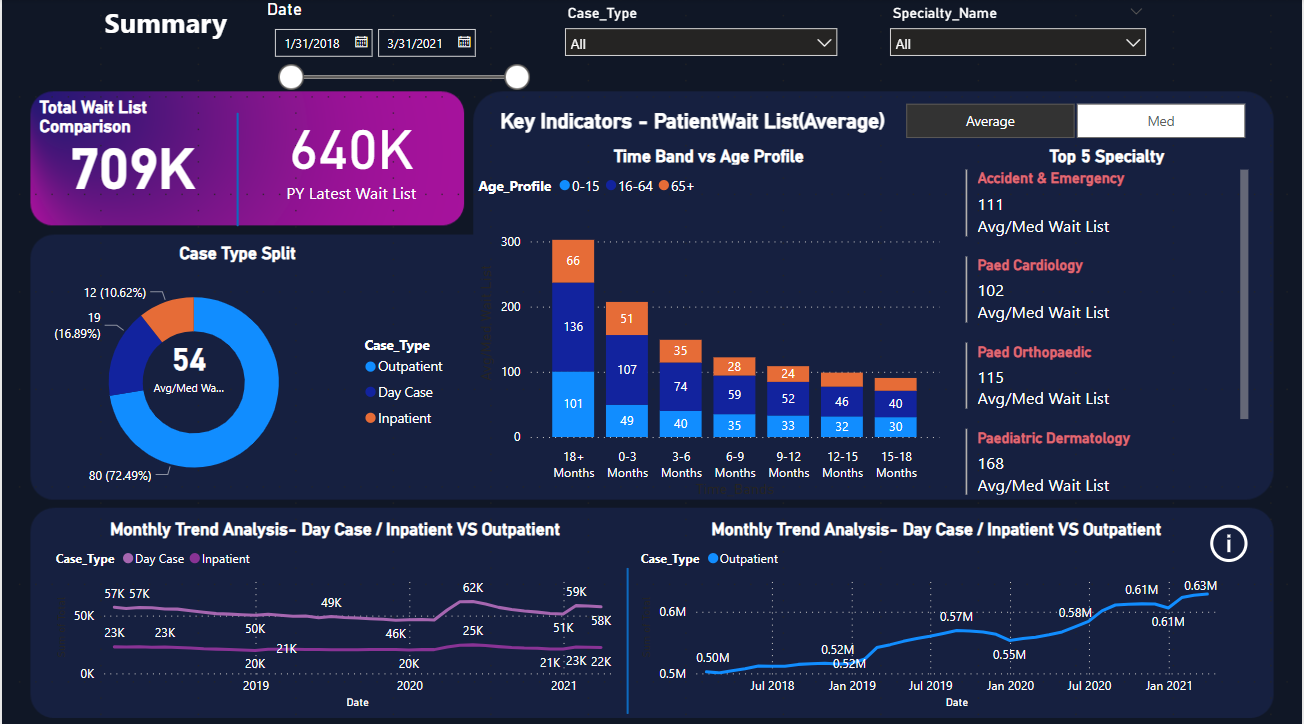 Summary
Date
1/31/2018
3/31/2021
Case_Type
All
Specialty_Name
All
Total Wait List
Comparison
709K
640K
PY Latest Wait List
Key Indicators - PatientWait List(Average)
Average
Med
Time Band vs Age Profile
Age_Profile
0-15
16-64
65+
300
200
100
0
66
136
101
51
107
49
35
74
40
28
59
35
24
52
33
46
32
40
30
18+
Months
0-3
Months
3-6
Months
6-9
Months
9-12
Months
12-15
Months
15-18
Months
Top 5 Specialty
Accident & Emergency
111
Avg/Med Wait List
Paed Cardiology
102
Avg/Med Wait List
Paed Orthopaedic
115
Avg/Med Wait List
Paediatric Dermatology
168
Avg/Med Wait List
Case Type Split
12 (10.62%)
19
(16.89%)
54
Avg/Med Wa...
80 (72.49%)
Case_Type
Outpatient
Day Case
Inpatient
Monthly Trend Analysis- Day Case / Inpatient VS Outpatient
Case_Type
Day Case
Inpatient
50K
0K
57K
57K
50K
49K
46K
62K
51K
59K
58K
23K
23K
20K
21K
20K
25K
21K
23K
22K
2019
2020
2021
Date
Monthly Trend Analysis- Day Case / Inpatient VS Outpatient
i
Case_Type
Outpatient
0.6M
0.5M
0.50M
0.52M
0.52M
0.57M
0.55M
0.58M
0.61M
0.61M
0.63M
Jul 2018
Jan 2019
Jul 2019
Jan 2020
Jul 2020
Jan 2021
Date